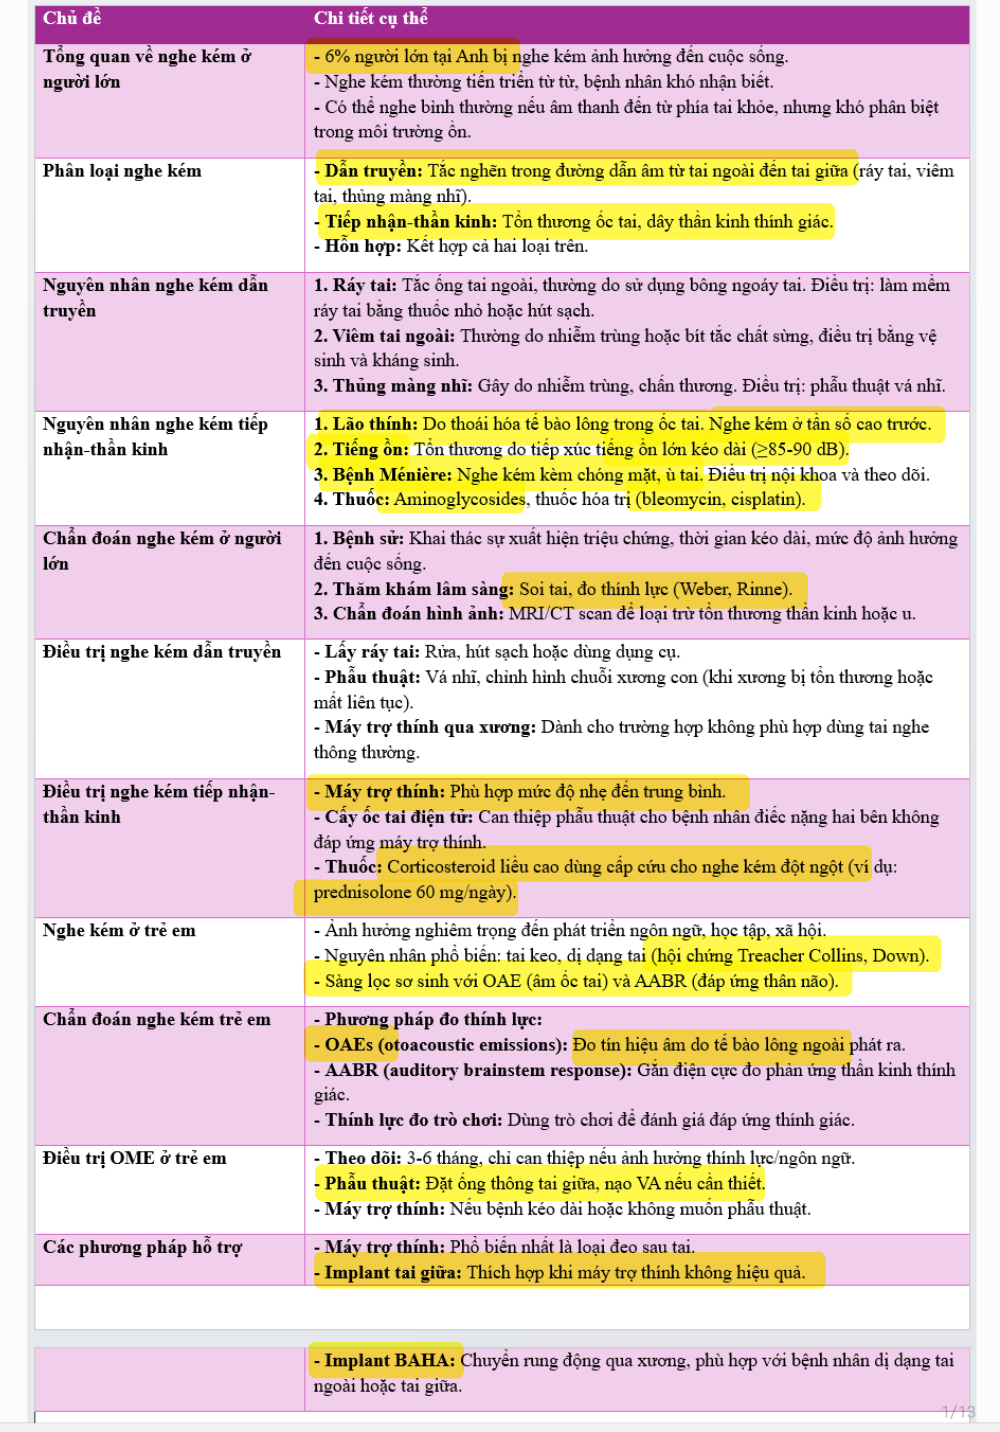 Chủ đề
Chi tiết cụ thể
Tổng quan về nghe kém ở
người lớn
- 6% người lớn tại Anh bị nghe kém ảnh hưởng đến cuộc sống.
- Nghe kém thường tiến triển từ từ, bệnh nhân khó nhận biết.
- Có thể nghe bình thường nếu âm thanh đến từ phía tai khỏe, nhưng khó phân biệt
trong môi trường ồn.
Phân loại nghe kém
- Dẫn truyền: Tắc nghẽn trong đường dẫn âm từ tai ngoài đến tai giữa (ráy tai, viêm
tai, thủng màng nhĩ).
- Tiếp nhận-thần kinh: Tổn thương ốc tai, dây thần kinh thính giác.
- Hỗn hợp: Kết hợp cả hai loại trên.
Nguyên nhân nghe kém dẫn
truyền
1. Ráy tai: Tắc ống tai ngoài, thường do sử dụng bông ngoáy tai. Điều trị: làm mềm
ráy tai bằng thuốc nhỏ hoặc hút sạch.
2. Viêm tai ngoài: Thường do nhiễm trùng hoặc bít tắc chất sừng, điều trị bằng vệ
sinh và kháng sinh.
3. Thủng màng nhĩ: Gây do nhiễm trùng, chấn thương. Điều trị: phẫu thuật vá nhĩ.
Nguyên nhân nghe kém tiếp
nhận-thần kinh
1. Lão thính: Do thoái hóa tế bào lông trong ốc tai. Nghe kém ở tần số cao trước.
2. Tiếng ồn: Tổn thương do tiếp xúc tiếng ồn lớn kéo dài (≥85-90 dB).
3. Bệnh Ménière: Nghe kém kèm chóng mặt, ù tai. Điều trị nội khoa và theo dõi.
4. Thuốc: Aminoglycosides, thuốc hóa trị (bleomycin, cisplatin).
Chẩn đoán nghe kém ở người
lớn
1. Bệnh sử: Khai thác sự xuất hiện triệu chứng, thời gian kéo dài, mức độ ảnh hưởng
đến cuộc sống.
2. Thăm khám lâm sàng: Soi tai, đo thính lực (Weber, Rinne).
3. Chẩn đoán hình ảnh: MRI/CT scan để loại trừ tổn thương thần kinh hoặc u.
Điều trị nghe kém dẫn truyền
- Lấy ráy tai: Rửa, hút sạch hoặc dùng dụng cụ.
- Phẫu thuật: Vá nhĩ, chỉnh hình chuỗi xương con (khi xương bị tổn thương hoặc
mất liên tục).
- Máy trợ thính qua xương: Dành cho trường hợp không phù hợp dùng tai nghe
thông thường.
Điều trị nghe kém tiếp nhận-
thần kinh
- Máy trợ thính: Phù hợp mức độ nhẹ đến trung bình.
- Cấy ốc tai điện tử: Can thiệp phẫu thuật cho bệnh nhân điếc nặng hai bên không
đáp ứng máy trợ thính.
- Thuốc: Corticosteroid liều cao dùng cấp cứu cho nghe kém đột ngột (ví dụ:
prednisolone 60 mg/ngày).
Nghe kém ở trẻ em
- Ảnh hưởng nghiêm trọng đến phát triển ngôn ngữ, học tập, xã hội.
- Nguyên nhân phổ biến: tai keo, dị dạng tai (hội chứng Treacher Collins, Down).
- Sàng lọc sơ sinh với OAE (âm ốc tai) và AABR (đáp ứng thân não).
Chẩn đoán nghe kém trẻ em
- Phương pháp đo thính lực:
- OAEs (otoacoustic emissions): Đo tín hiệu âm do tế bào lông ngoài phát ra.
- AABR (auditory brainstem response): Gắn điện cực đo phản ứng thần kinh thính
giác.
- Thính lực đo trò chơi: Dùng trò chơi để đánh giá đáp ứng thính giác.
Điều trị OME ở trẻ em
- Theo dõi: 3-6 tháng, chỉ can thiệp nếu ảnh hưởng thính lực/ngôn ngữ.
- Phẫu thuật: Đặt ống thông tai giữa, nạo VA nếu cần thiết.
- Máy trợ thính: Nếu bệnh kéo dài hoặc không muốn phẫu thuật.
Các phương pháp hỗ trợ
- Máy trợ thính: Phổ biến nhất là loại đeo sau tai.
- Implant tai giữa: Thích hợp khi máy trợ thính không hiệu quả.
- Implant BAHA: Chuyển rung động qua xương, phù hợp với bệnh nhân dị dạng tai
ngoài hoặc tai giữa.
1/13